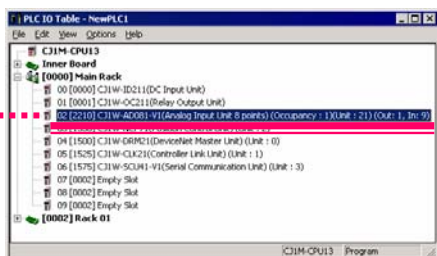 PLC IO Table - NewPLC1
File Edit View Options Help
CJ1M-CPU13
Inner Board
[0000] Main Rack
00 [0000] CJ1W-ID211(DC Input Unit)
01 [0001] CJ1W-OC211(Relay Output Unit)
02 [2210] CJ1W-AD081-V1(Analog Input Unit 8 points) (Occupancy : 1)(Unit : 21) (Out: 1, In: 9)
04 [1500] CJ1W-DRM21(DeviceNet Master Unit) (Unit : 0)
05 [1525] CJ1W-CLK21(Controller Link Unit) (Unit : 1)
06 [1575] CJ1W-SCU41-V1(Serial Communication Unit) (Unit : 3)
07 [0002] Empty Slot
08 [0002] Empty Slot
09 [0002] Empty Slot
[0002] Rack 01
CJ1M-CPU13 Program